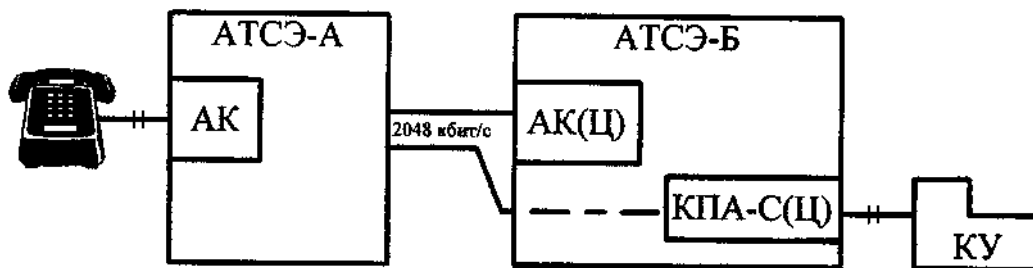 АТСЭ-А
АТСЭ-Б
АК
2048 кбит/с
АК(Ц)
КПА-С(Ц)
КУ